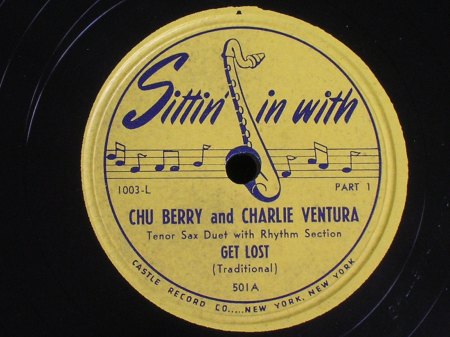 Sittin' in with
1003-L PART 1
CHU BERRY and CHARLIE VENTURA
Tenor Sax Duet with Rhythm Section
GET LOST
(Traditional)
501A
CASTLE RECORD CO.....NEW YORK, NEW YORK